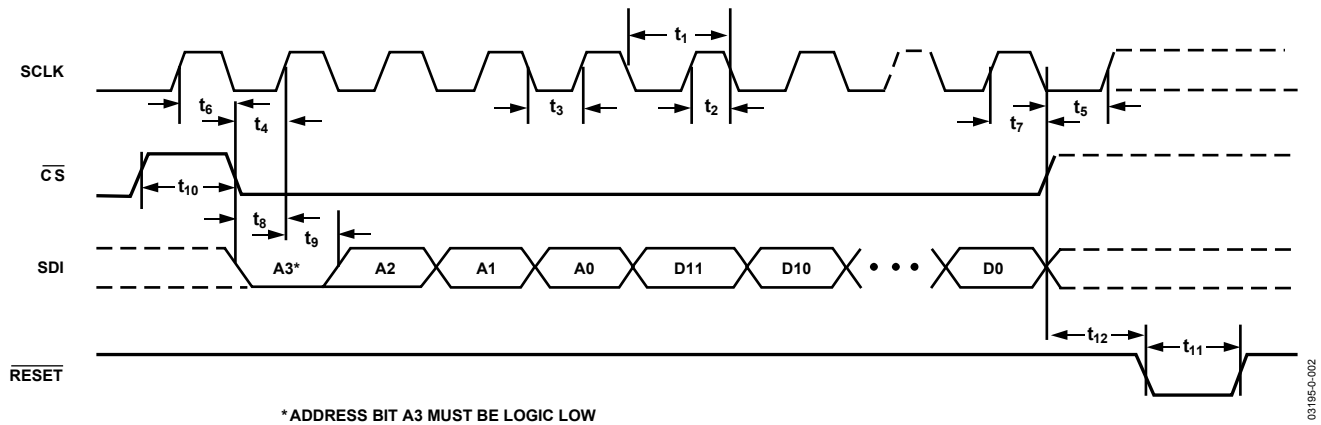 t1
SCLK
t6
t3
t2
t7
t5
t4
CS
t10
t8
t9
SDI
A3*
A2
A1
A0
D11
D10
D0
t12
t11
RESET
*ADDRESS BIT A3 MUST BE LOGIC LOW
03195-0-002